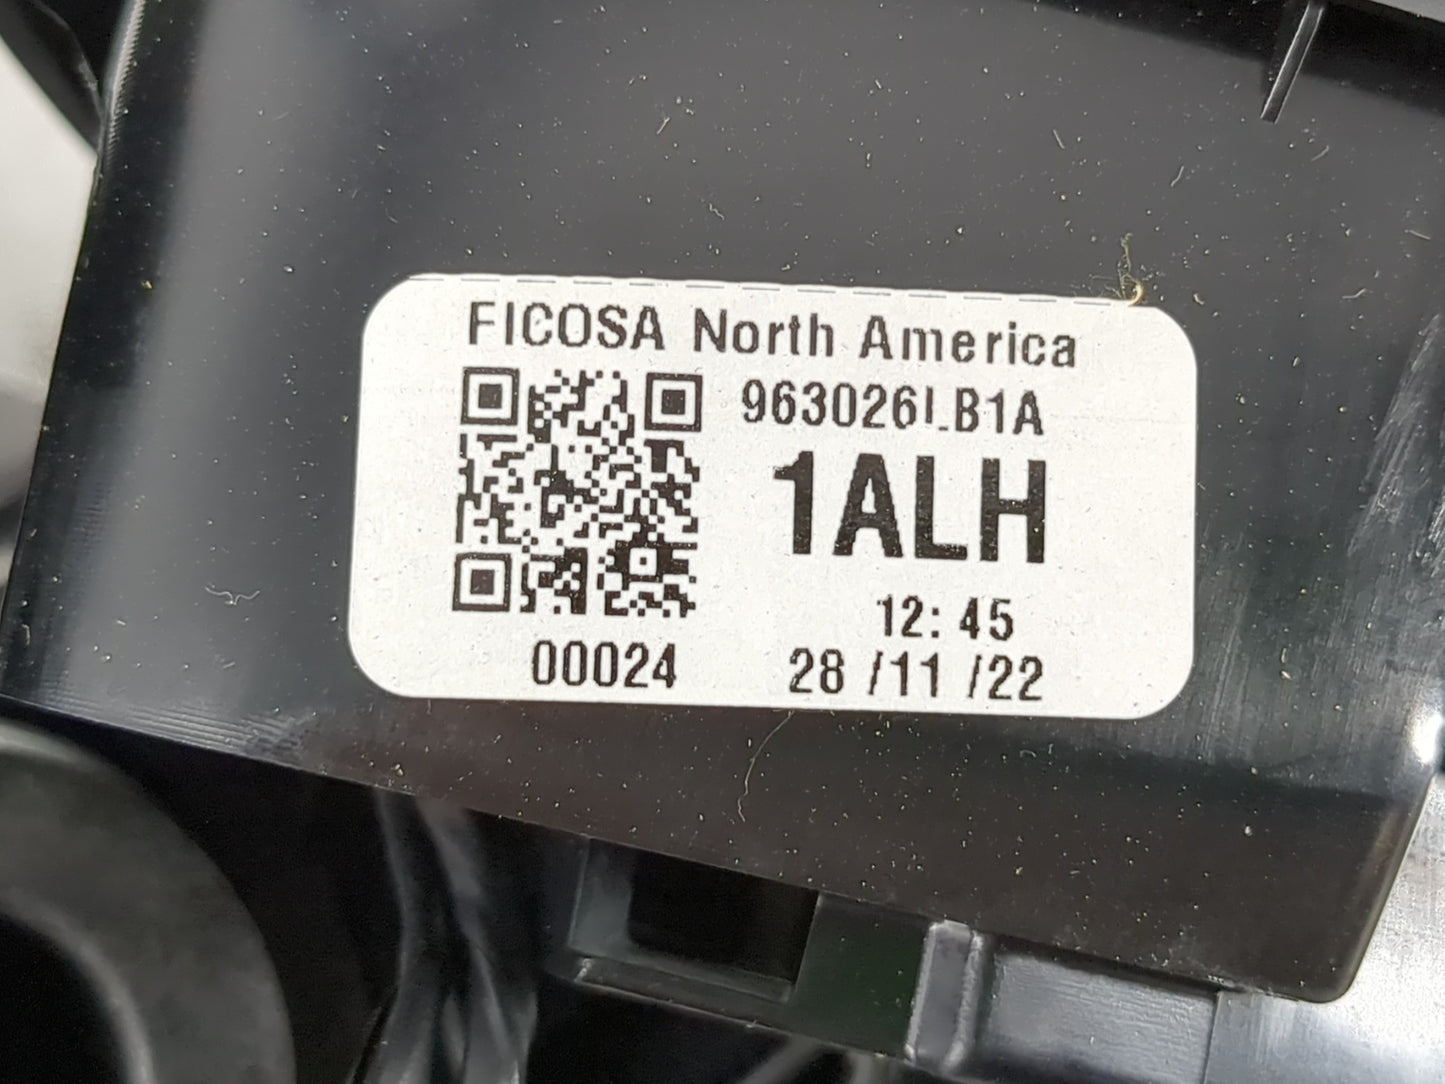 FICOSA North America
963026LB1A
1ALH
12:45
00024 28/11/22